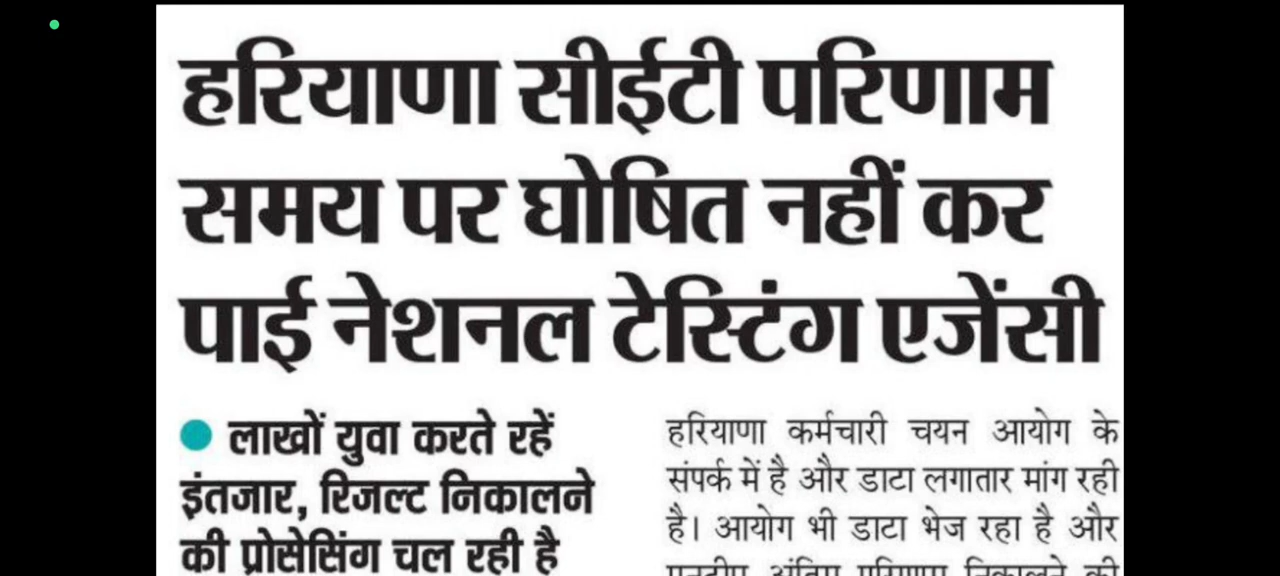 हरियाणा सीईटी परिणाम
समय पर घोषित नहीं कर
पाई नेशनल टेस्टिंग एजेंसी
लाखों युवा करते रहें
इंतजार, रिजल्ट निकालने
की प्रोसेसिंग चल रही है
हरियाणा कर्मचारी चयन आयोग के
संपर्क में है और डाटा लगातार मांग रही
है। आयोग भी डाटा भेज रहा है और